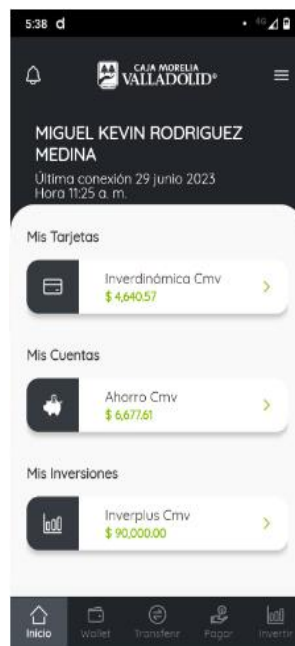 5:38 d
4G
CAJA MORELIA
VALLADOLID®
MIGUEL KEVIN RODRIGUEZ
MEDINA
Última conexión 29 junio 2023
Hora 11:25 a. m.
Mis Tarjetas
Inverdinámica Cmv
$ 4,640.57
Mis Cuentas
Ahorro Cmv
$ 6,677.61
Mis Inversiones
Inverplus Cmv
$ 90,000.00
Inicio Wallet Transferir Pagar Invertir